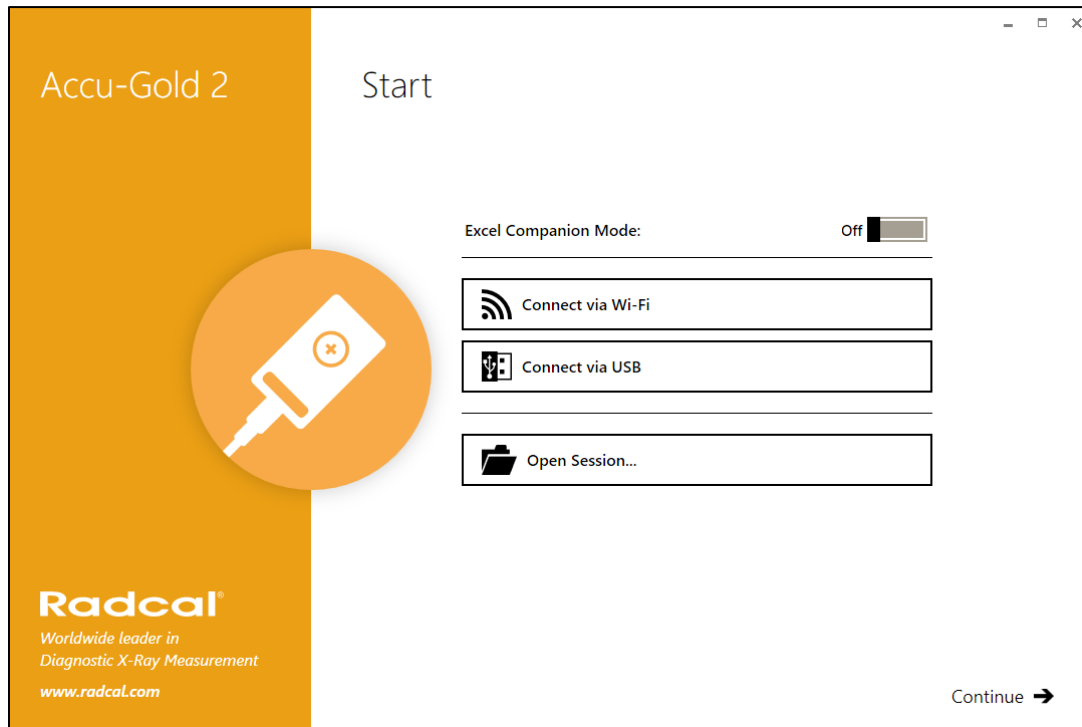 Accu-Gold 2
Start
Excel Companion Mode:
Off
Connect via Wi-Fi
Connect via USB
Open Session...
Radcal®
Worldwide leader in
Diagnostic X-Ray Measurement
www.radcal.com
Continue